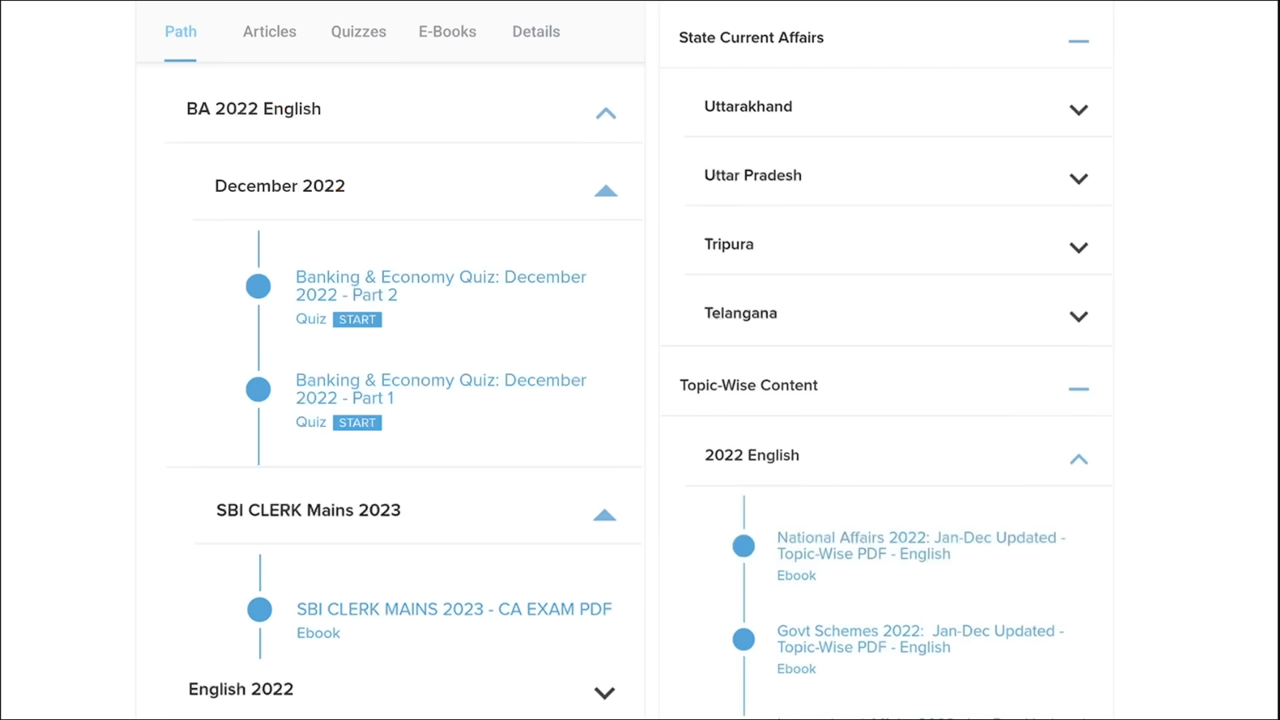 Path Articles Quizzes E-Books Details
BA 2022 English
December 2022
Banking & Economy Quiz: December
2022 - Part 2
Quiz START
Banking & Economy Quiz: December
2022 - Part 1
Quiz START
SBI CLERK Mains 2023
SBI CLERK MAINS 2023 - CA EXAM PDF
Ebook
English 2022
State Current Affairs
Uttarakhand
Uttar Pradesh
Tripura
Telangana
Topic-Wise Content
2022 English
National Affairs 2022: Jan-Dec Updated -
Topic-Wise PDF - English
Ebook
Govt Schemes 2022: Jan-Dec Updated -
Topic-Wise PDF - English
Ebook